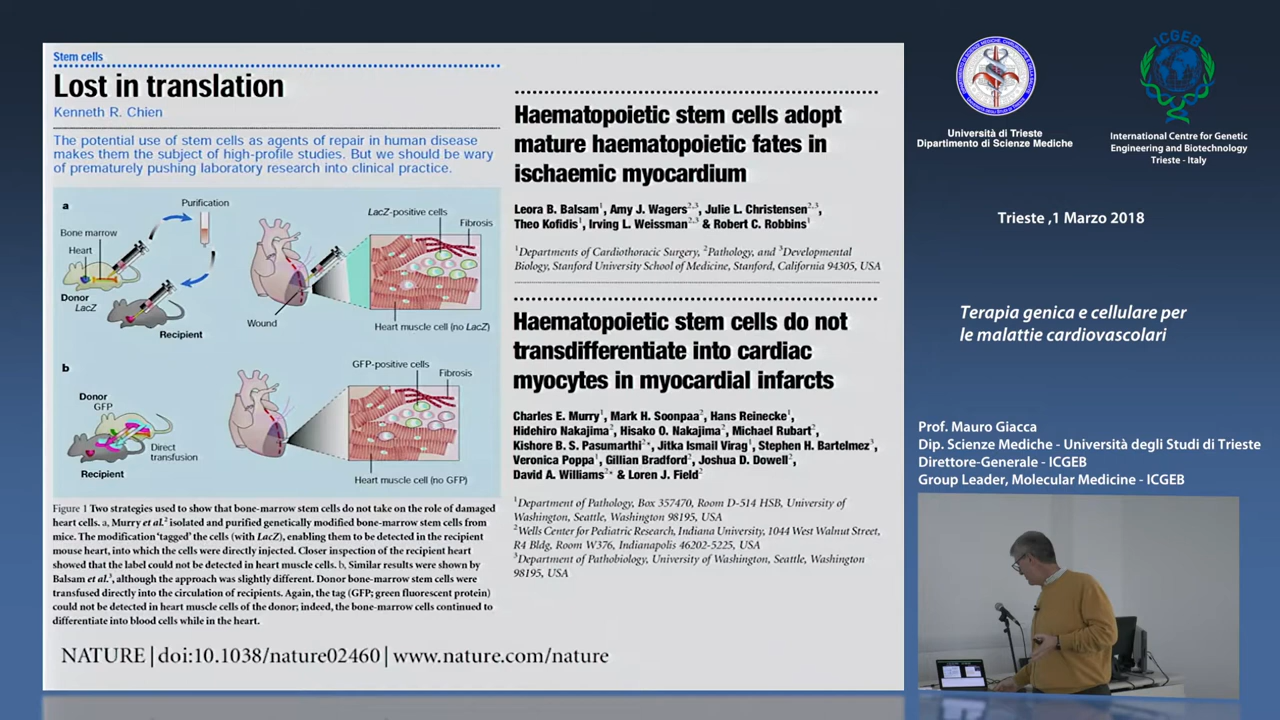 Stem cells
Lost in translation
Kenneth R. Chien
The potential use of stem cells as agents of repair in human disease
makes them the subject of high-profile studies. But we should be wary
of prematurely pushing laboratory research into clinical practice.
a
Purification
Bone marrow
Heart
Donor
LacZ
Recipient
Wound
LacZ-positive cells
Fibrosis
Heart muscle cell (no LacZ)
b
Donor
GFP
Direct
transfusion
Recipient
GFP-positive cells
Fibrosis
Heart muscle cell (no GFP)
Figure 1 Two strategies used to show that bone-marrow stem cells do not take on the role of damaged
heart cells. a, Murry et al.2 isolated and purified genetically modified bone-marrow stem cells from
mice. The modification 'tagged' the cells (with LacZ), enabling them to be detected in the recipient
mouse heart, into which the cells were directly injected. Closer inspection of the recipient heart
showed that the label could not be detected in heart muscle cells. b, Similar results were shown by
Balsam et al.3, although the approach was slightly different. Donor bone-marrow stem cells were
transfused directly into the circulation of recipients. Again, the tag (GFP; green fluorescent protein)
could not be detected in heart muscle cells of the donor; indeed, the bone-marrow cells continued to
differentiate into blood cells while in the heart.
NATURE | doi:10.1038/nature02460 | www.nature.com/nature
Haematopoietic stem cells adopt
mature haematopoietic fates in
ischaemic myocardium
Leora B. Balsam1, Amy J. Wagers2,3, Julie L. Christensen2,3,
Theo Kofidis1, Irving L. Weissman2,3 & Robert C. Robbins1
1Departments of Cardiothoracic Surgery, 2Pathology, and 3Developmental
Biology, Stanford University School of Medicine, Stanford, California 94305, USA
Haematopoietic stem cells do not
transdifferentiate into cardiac
myocytes in myocardial infarcts
Charles E. Murry1, Mark H. Soonpaa2, Hans Reinecke1,
Hidehiro Nakajima2, Hisako O. Nakajima2, Michael Rubart2,
Kishore B. S. Pasumarthi2*, Jitka Ismail Virag1, Stephen H. Bartelmez3,
Veronica Poppa1, Gillian Bradford2, Joshua D. Dowell2,
David A. Williams2* & Loren J. Field2
1Department of Pathology, Box 357470, Room D-514 HSB, University of
Washington, Seattle, Washington 98195, USA
2Wells Center for Pediatric Research, Indiana University, 1044 West Walnut Street,
R4 Bldg, Room W376, Indianapolis 46202-5225, USA
3Department of Pathobiology, University of Washington, Seattle, Washington
98195, USA
Università di Trieste
Dipartimento di Scienze Mediche
ICGEB
International Centre for Genetic
Engineering and Biotechnology
Trieste - Italy
Trieste ,1 Marzo 2018
Terapia genica e cellulare per
le malattie cardiovascolari
Prof. Mauro Giacca
Dip. Scienze Mediche - Università degli Studi di Trieste
Direttore-Generale - ICGEB
Group Leader, Molecular Medicine - ICGEB